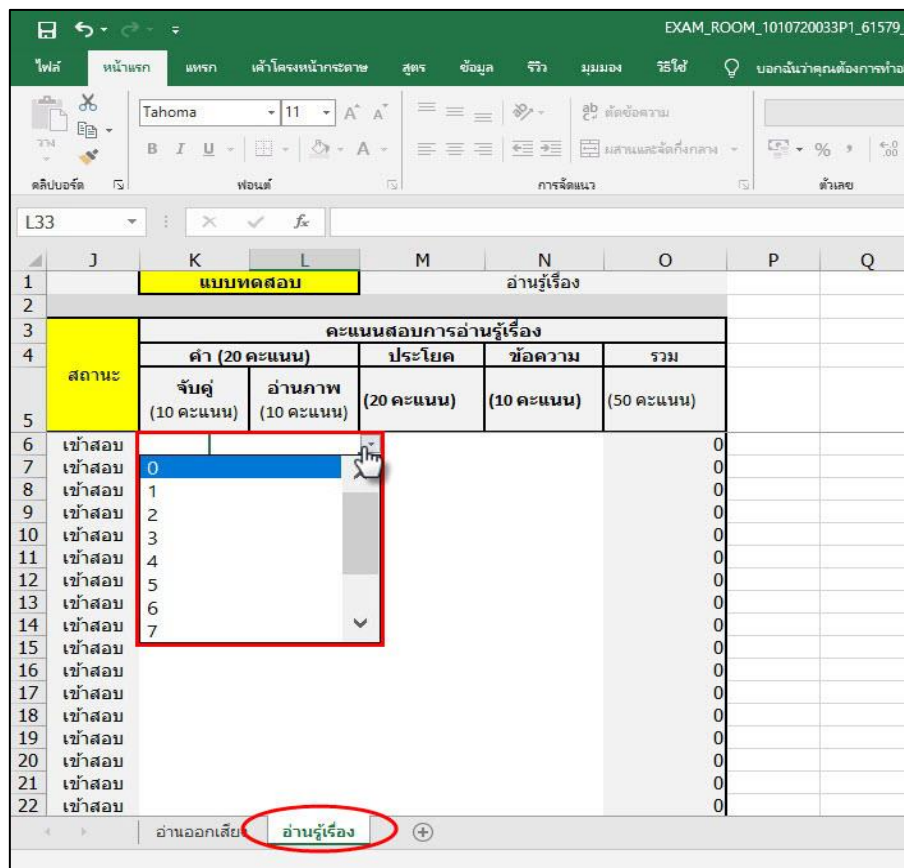 EXAM_ROOM_1010720033P1_61579_
ไฟล์ หน้าแรก แทรก เค้าโครงหน้ากระดาษ สูตร ข้อมูล รีวิว มุมมอง วิธีใช้ บอกฉันว่าคุณต้องการทำอ
วาง Tahoma 11 A A ab ตัดข้อความ
B I U A ผสานและจัดกึ่งกลาง % , .00
คลิปบอร์ด ฟอนต์ การจัดแนว ตัวเลข
L33 fx
J K L M N O P Q
1 แบบทดสอบ อ่านรู้เรื่อง
2
3 คะแนนสอบการอ่านรู้เรื่อง
4 สถานะ คำ (20 คะแนน) ประโยค ข้อความ รวม
5 จับคู่ (10 คะแนน) อ่านภาพ (10 คะแนน) (20 คะแนน) (10 คะแนน) (50 คะแนน)
6 เข้าสอบ 0
7 เข้าสอบ 0 0
8 เข้าสอบ 1 0
9 เข้าสอบ 2 0
10 เข้าสอบ 3 0
11 เข้าสอบ 4 0
12 เข้าสอบ 5 0
13 เข้าสอบ 6 0
14 เข้าสอบ 7 0
15 เข้าสอบ 0
16 เข้าสอบ 0
17 เข้าสอบ 0
18 เข้าสอบ 0
19 เข้าสอบ 0
20 เข้าสอบ 0
21 เข้าสอบ 0
22 เข้าสอบ 0
อ่านออกเสียง อ่านรู้เรื่อง